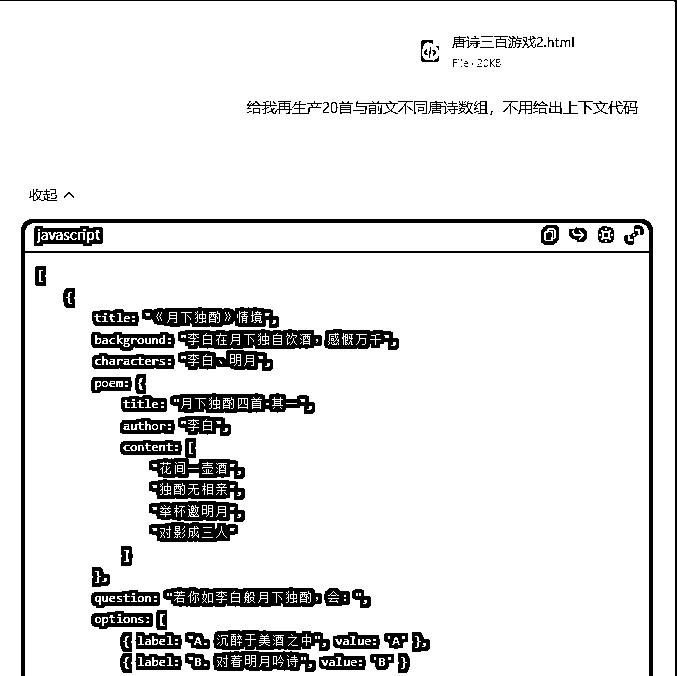 唐诗三百游戏2.html
File · 20KB
给我再生产20首与前文不同唐诗数组，不用给出上下文代码
收起
javascript
[
{
title: "《月下独酌》情境",
background: "李白在月下独自饮酒，感慨万千",
characters: "李白、明月",
poem: {
title: "月下独酌四首·其一",
author: "李白",
content: [
"花间一壶酒",
"独酌无相亲",
"举杯邀明月",
"对影成三人"
]
},
question: "若你如李白般月下独酌，会：",
options: [
{ label: "A. 沉醉于美酒之中", value: "A" },
{ label: "B. 对着明月吟诗", value: "B" }